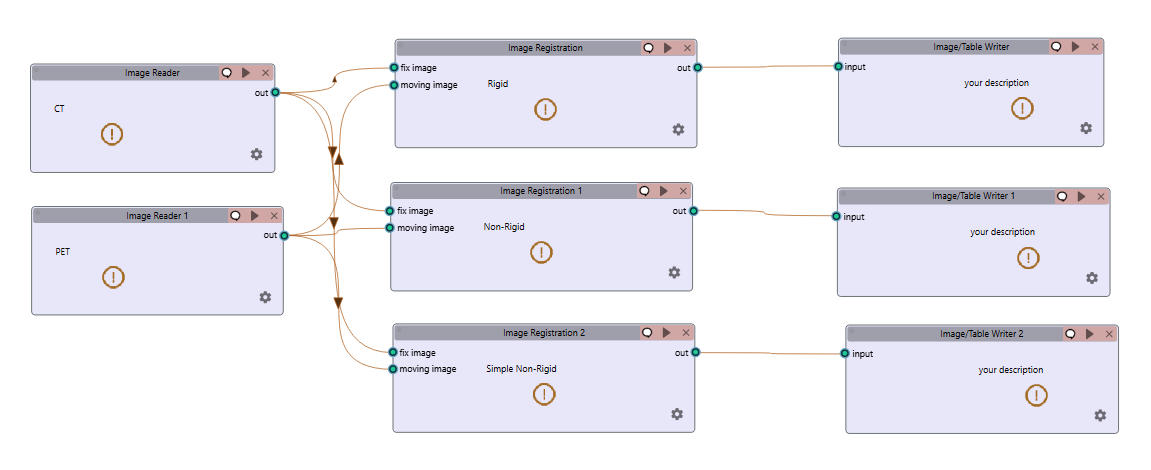 Image Reader
out
CT
Image Reader 1
out
PET
Image Registration
fix image
out
moving image
Rigid
Image Registration 1
fix image
out
moving image
Non-Rigid
Image Registration 2
fix image
out
moving image
Simple Non-Rigid
Image/Table Writer
input
your description
Image/Table Writer 1
input
your description
Image/Table Writer 2
input
your description